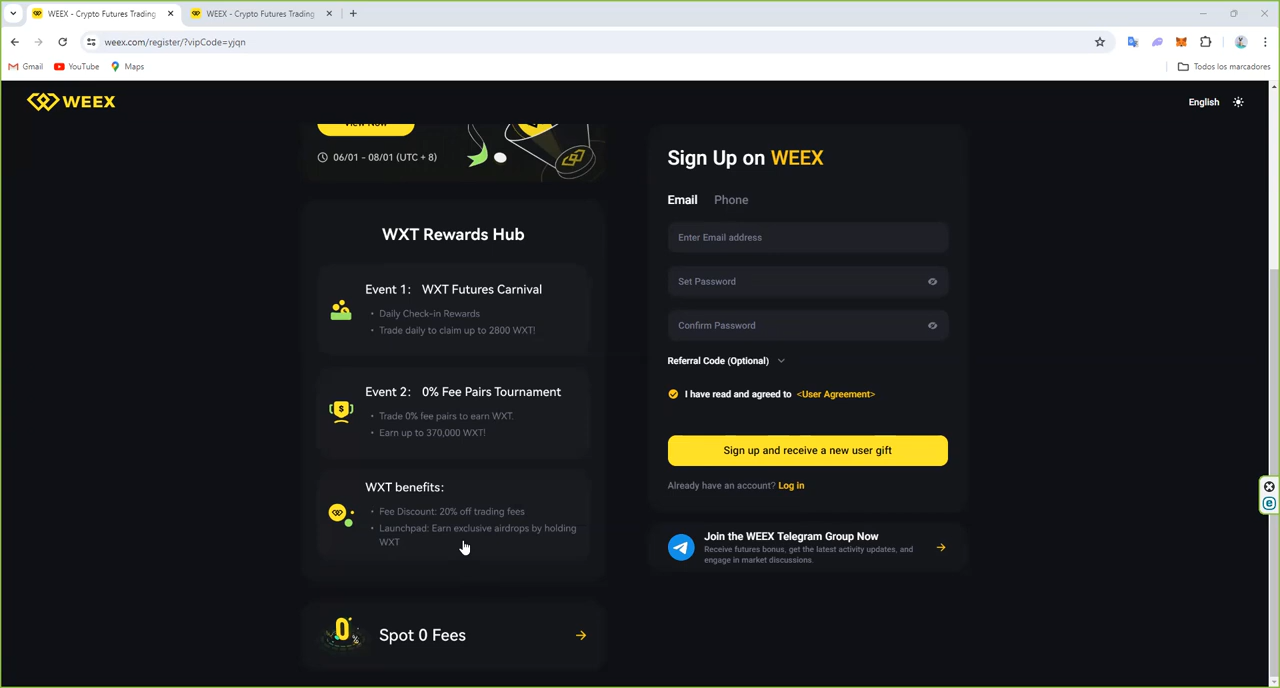 WEEX - Crypto Futures Trading
WEEX - Crypto Futures Trading
weex.com/register/?vipCode=yjqn
Gmail
YouTube
Maps
Todos los marcadores
WEEX
English
View Now
06/01 - 08/01 (UTC + 8)
WXT Rewards Hub
Event 1: WXT Futures Carnival
• Daily Check-in Rewards
• Trade daily to claim up to 2800 WXT!
Event 2: 0% Fee Pairs Tournament
• Trade 0% fee pairs to earn WXT.
• Earn up to 370,000 WXT!
WXT benefits:
• Fee Discount: 20% off trading fees
• Launchpad: Earn exclusive airdrops by holding
WXT
Spot 0 Fees
Sign Up on WEEX
Email
Phone
Enter Email address
Set Password
Confirm Password
Referral Code (Optional)
I have read and agreed to <User Agreement>
Sign up and receive a new user gift
Already have an account? Log in
Join the WEEX Telegram Group Now
Receive futures bonus, get the latest activity updates, and
engage in market discussions